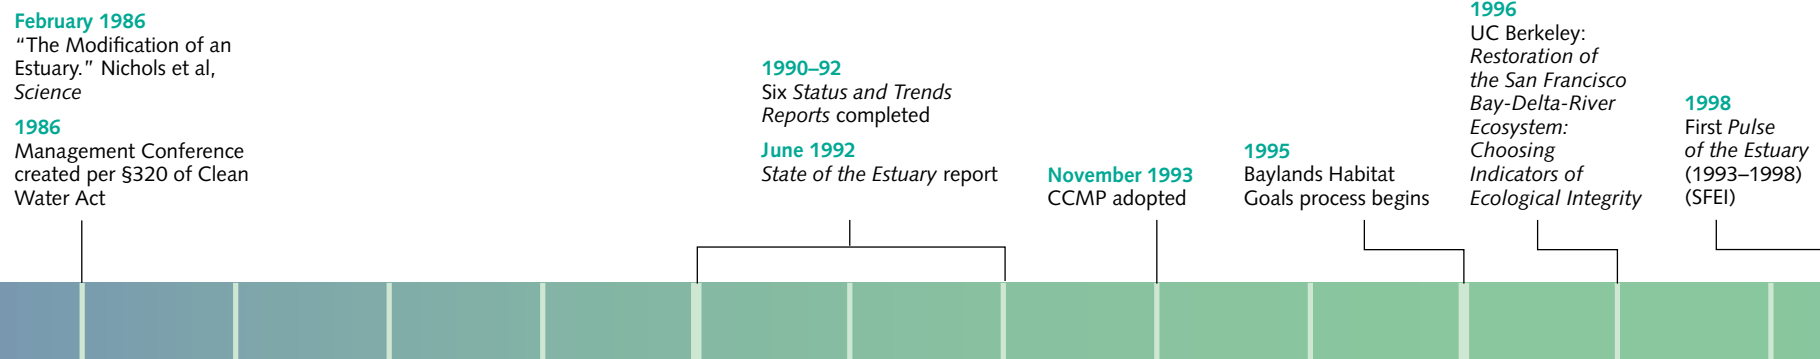 February 1986
“The Modification of an
Estuary.” Nichols et al,
Science
1986
Management Conference
created per §320 of Clean
Water Act
1990–92
Six Status and Trends
Reports completed
June 1992
State of the Estuary report
November 1993
CCMP adopted
1995
Baylands Habitat
Goals process begins
1996
UC Berkeley:
Restoration of
the San Francisco
Bay-Delta-River
Ecosystem:
Choosing
Indicators of
Ecological Integrity
1998
First Pulse
of the Estuary
(1993–1998)
(SFEI)